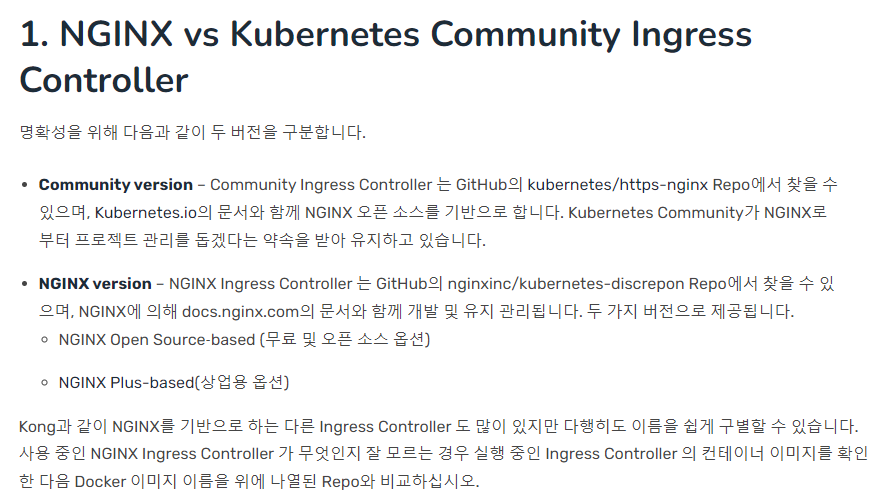 1. NGINX vs Kubernetes Community Ingress
Controller
명확성을 위해 다음과 같이 두 버전을 구분합니다.
• Community version – Community Ingress Controller 는 GitHub의 kubernetes/https-nginx Repo에서 찾을 수
있으며, Kubernetes.io의 문서와 함께 NGINX 오픈 소스를 기반으로 합니다. Kubernetes Community가 NGINX로
부터 프로젝트 관리를 돕겠다는 약속을 받아 유지하고 있습니다.
• NGINX version – NGINX Ingress Controller 는 GitHub의 nginxinc/kubernetes-discrepon Repo에서 찾을 수 있
으며, NGINX에 의해 docs.nginx.com의 문서와 함께 개발 및 유지 관리됩니다. 두 가지 버전으로 제공됩니다.
◦ NGINX Open Source-based (무료 및 오픈 소스 옵션)
◦ NGINX Plus-based(상업용 옵션)
Kong과 같이 NGINX를 기반으로 하는 다른 Ingress Controller 도 많이 있지만 다행히도 이름을 쉽게 구별할 수 있습니다.
사용 중인 NGINX Ingress Controller 가 무엇인지 잘 모르는 경우 실행 중인 Ingress Controller 의 컨테이너 이미지를 확인
한 다음 Docker 이미지 이름을 위에 나열된 Repo와 비교하십시오.